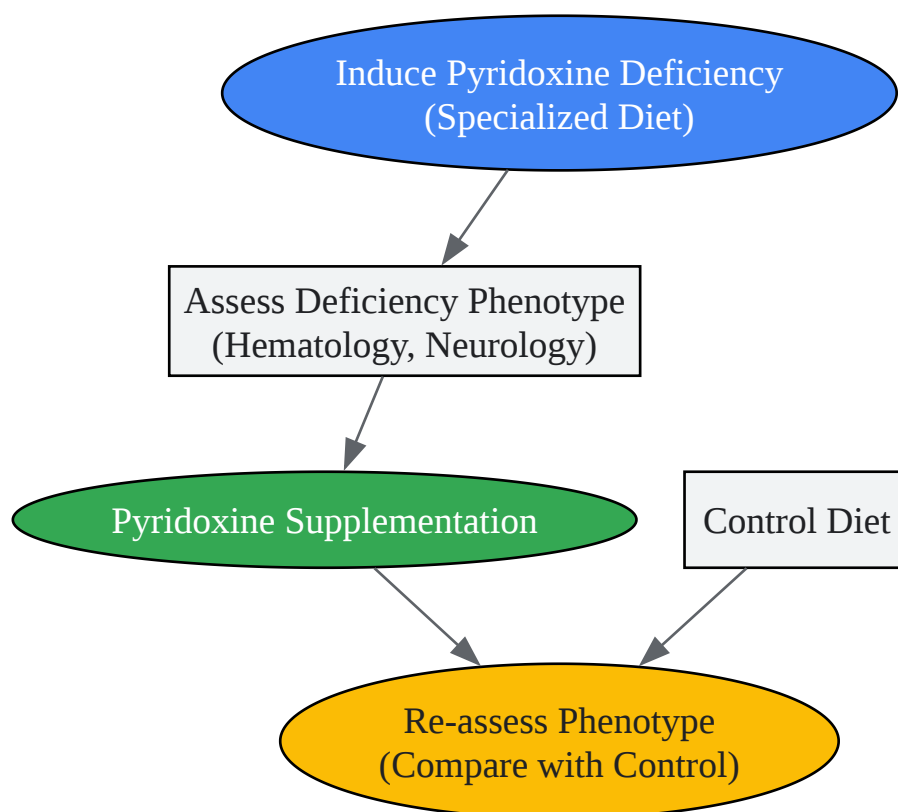 Induce Pyridoxine Deficiency
(Specialized Diet)
Assess Deficiency Phenotype
(Hematology, Neurology)
Pyridoxine Supplementation
Control Diet
Re-assess Phenotype
(Compare with Control)